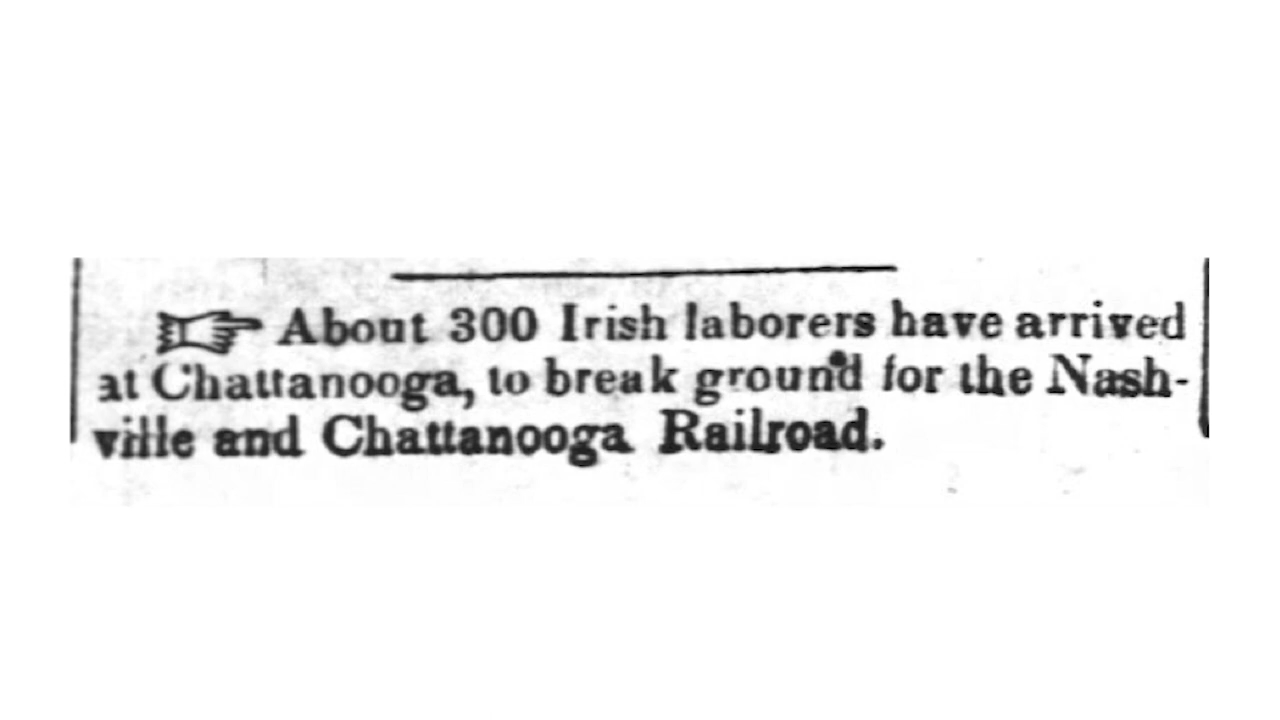 ☞ About 300 Irish laborers have arrived
at Chattanooga, to break ground for the Nash-
ville and Chattanooga Railroad.